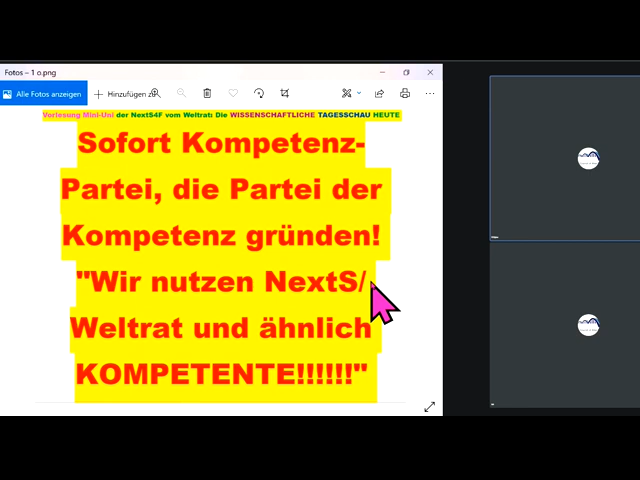 Fotos – 1 o.png
Alle Fotos anzeigen
Hinzufügen zu
Vorlesung Mini-Uni der NextS4F vom Weltrat: Die WISSENSCHAFTLICHE TAGESSCHAU HEUTE
Sofort Kompetenz-
Partei, die Partei der
Kompetenz gründen!
"Wir nutzen NextS/
Weltrat und ähnlich
KOMPETENTE!!!!!!"